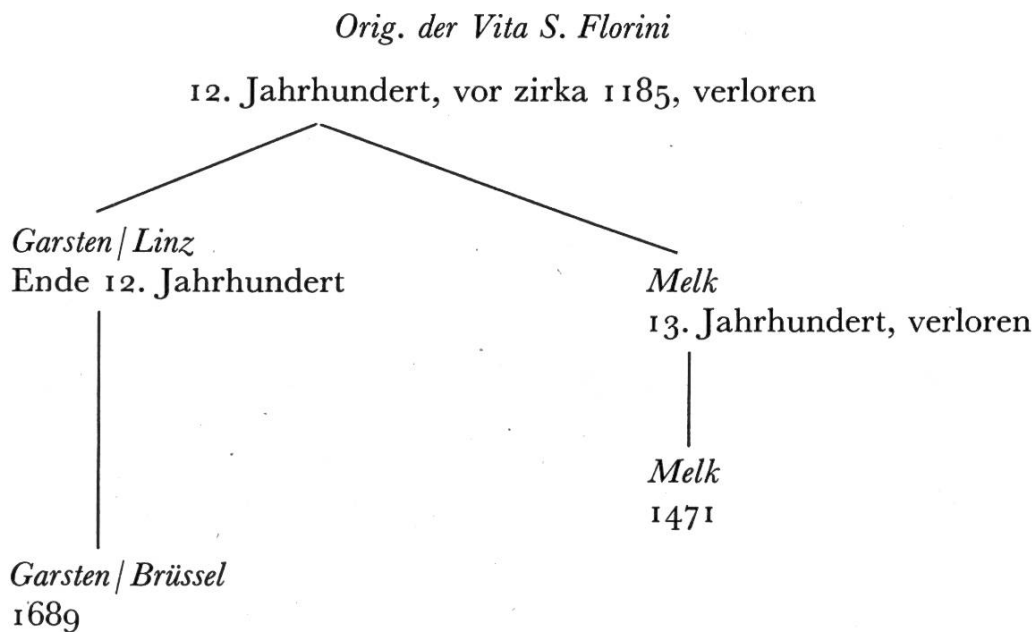 Orig. der Vita S. Florini
12. Jahrhundert, vor zirka 1185, verloren
Garsten/Linz
Ende 12. Jahrhundert
Melk
13. Jahrhundert, verloren
Melk
1471
Garsten/Brüssel
1689